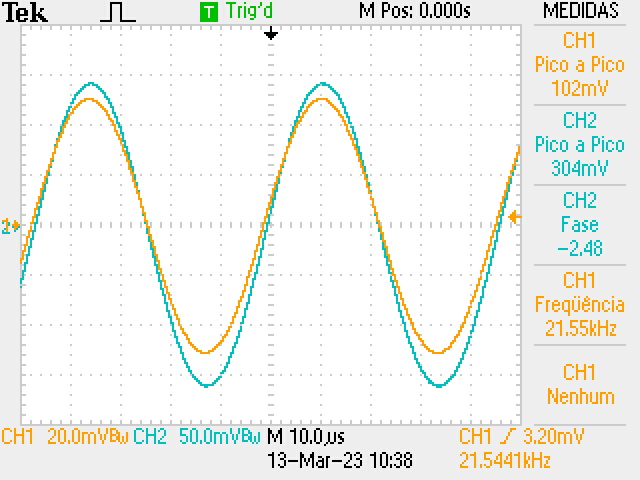 Tek T Trig'd M Pos: 0.000s MEDIDAS
CH1
Pico a Pico
102mV
CH2
Pico a Pico
304mV
CH2
Fase
-2.48
CH1
Freqüência
21.55kHz
CH1
Nenhum
CH1 20.0mVBw CH2 50.0mVBw M 10.0µs CH1 3.20mV
13-Mar-23 10:38 21.5441kHz